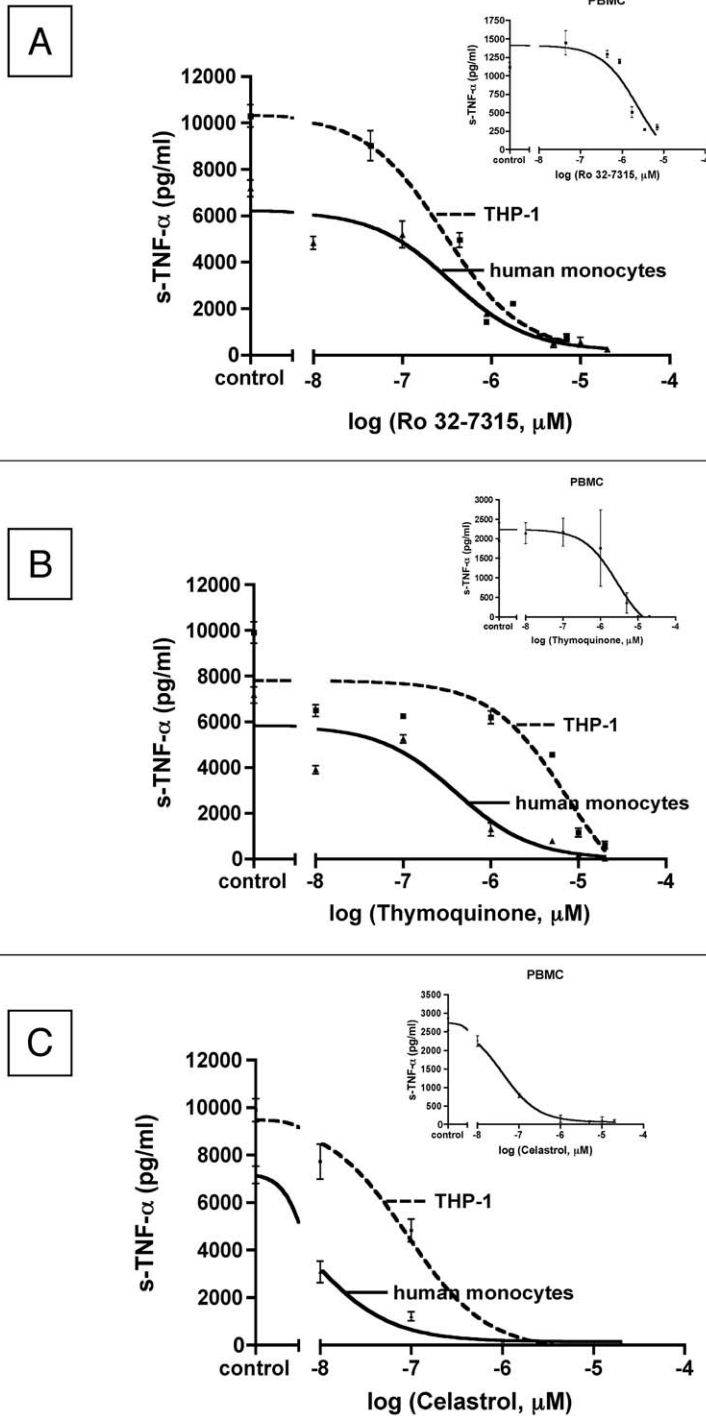 A
PBMC
1750
1500
1250
1000
750
500
250
0
s-TNF-α (pg/ml)
control -8 -7 -6 -5 -4
log (Ro 32-7315, μM)
12000
10000
8000
6000
4000
2000
0
s-TNF-α (pg/ml)
THP-1
human monocytes
control -8 -7 -6 -5 -4
log (Ro 32-7315, μM)
B
PBMC
3000
2500
2000
1500
1000
500
0
s-TNF-α (pg/ml)
control -8 -7 -6 -5 -4
log (Thymoquinone, μM)
12000
10000
8000
6000
4000
2000
0
s-TNF-α (pg/ml)
THP-1
human monocytes
control -8 -7 -6 -5 -4
log (Thymoquinone, μM)
C
PBMC
3500
3000
2500
2000
1500
1000
500
0
s-TNF-α (pg/ml)
control -8 -7 -6 -5 -4
log (Celastrol, μM)
12000
10000
8000
6000
4000
2000
0
s-TNF-α (pg/ml)
THP-1
human monocytes
control -8 -7 -6 -5 -4
log (Celastrol, μM)